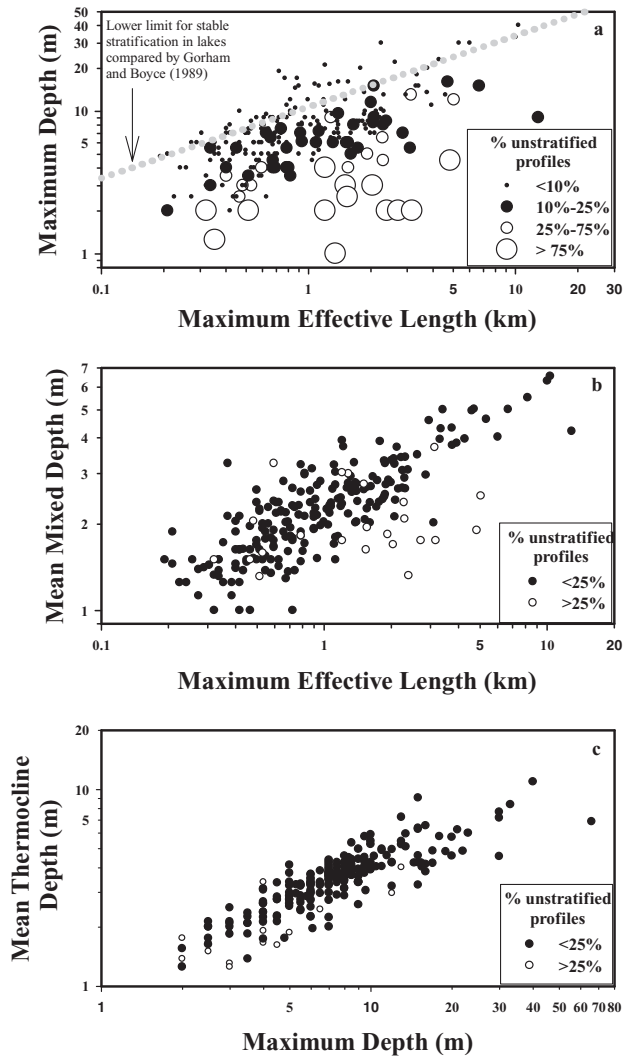 50
40
30
20
10
5
1
Maximum Depth (m)
Lower limit for stable
stratification in lakes
compared by Gorham
and Boyce (1989)
a
% unstratified
profiles
<10%
10%-25%
25%-75%
> 75%
0.1
1
5
10
20
30
Maximum Effective Length (km)
7
6
5
4
3
2
1
Mean Mixed Depth (m)
b
% unstratified
profiles
<25%
>25%
0.1
1
10
20
Maximum Effective Length (km)
20
10
5
1
Mean Thermocline
Depth (m)
c
% unstratified
profiles
<25%
>25%
1
5
10
20
30
40
50
60
70
80
Maximum Depth (m)